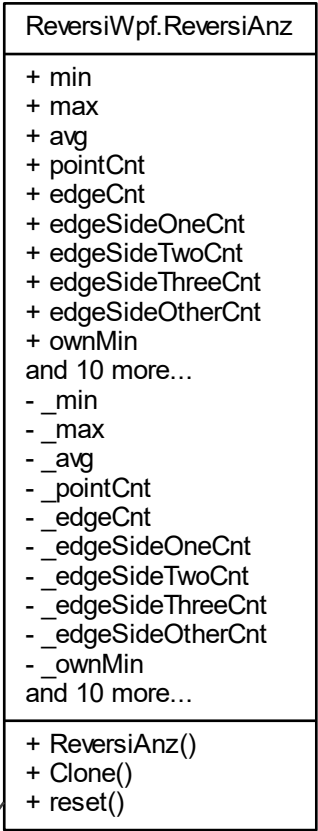 ReversiWpf.ReversiAnz
+ min
+ max
+ avg
+ pointCnt
+ edgeCnt
+ edgeSideOneCnt
+ edgeSideTwoCnt
+ edgeSideThreeCnt
+ edgeSideOtherCnt
+ ownMin
and 10 more...
- _min
- _max
- _avg
- _pointCnt
- _edgeCnt
- _edgeSideOneCnt
- _edgeSideTwoCnt
- _edgeSideThreeCnt
- _edgeSideOtherCnt
- _ownMin
and 10 more...
+ ReversiAnz()
+ Clone()
+ reset()